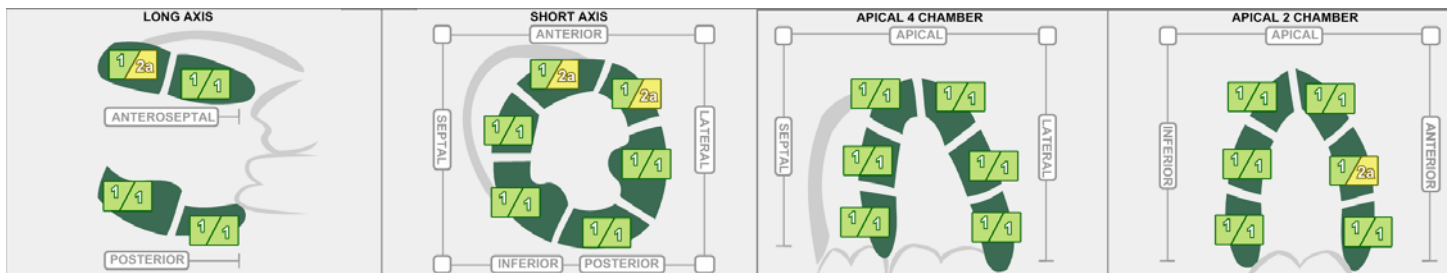 LONG AXIS
1/2a
1/1
ANTEROSEPTAL
1/1
1/1
POSTERIOR
SHORT AXIS
ANTERIOR
1/2a
1/2a
SEPTAL
1/1
1/1
LATERAL
1/1
1/1
INFERIOR
POSTERIOR
APICAL 4 CHAMBER
APICAL
1/1
1/1
SEPTAL
1/1
1/1
LATERAL
1/1
1/1
APICAL 2 CHAMBER
APICAL
1/1
1/1
INFERIOR
1/1
1/2a
ANTERIOR
1/1
1/1